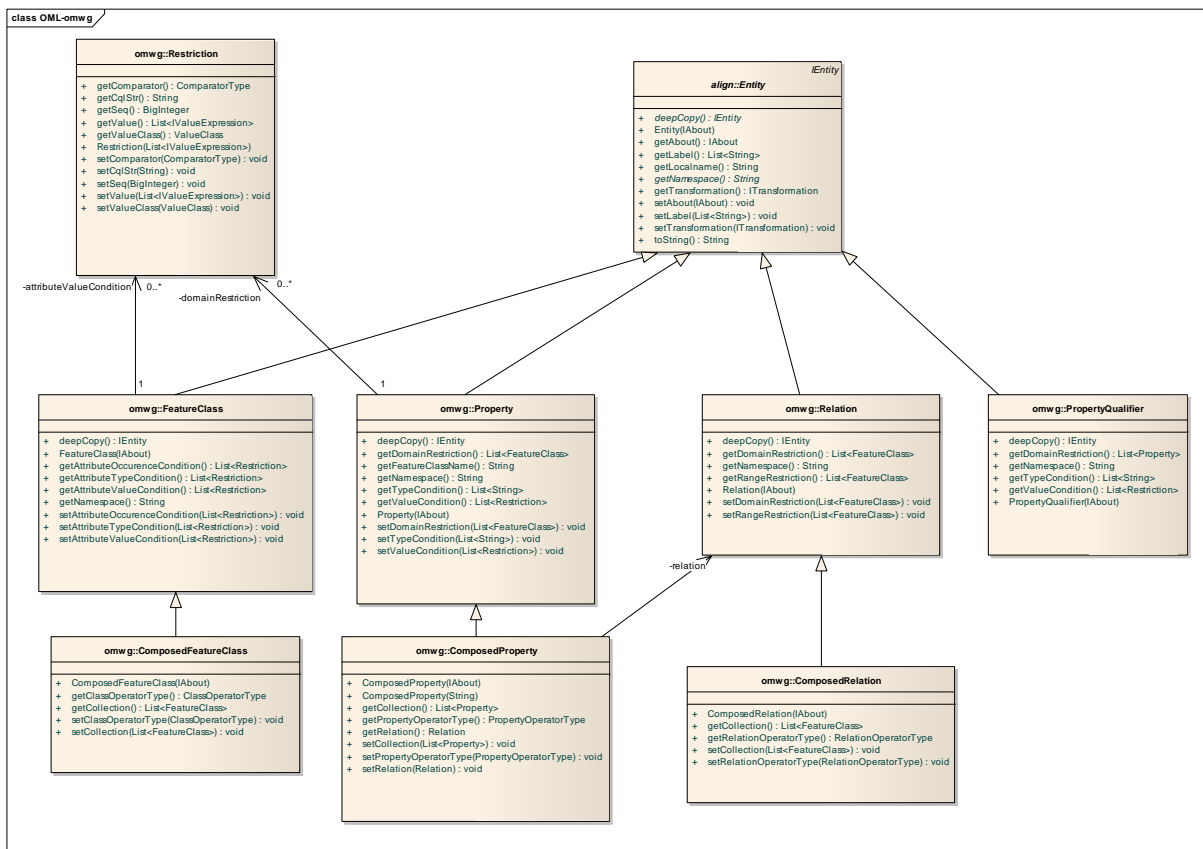 class OML-omwg
omwg::Restriction
+ getComparator() : ComparatorType
+ getCqlStr() : String
+ getSeq() : BigInteger
+ getValue() : List<IValueExpression>
+ getValueClass() : ValueClass
+ Restriction(List<IValueExpression>)
+ setComparator(ComparatorType) : void
+ setCqlStr(String) : void
+ setSeq(BigInteger) : void
+ setValue(List<IValueExpression>) : void
+ setValueClass(ValueClass) : void
IEntity
align::Entity
+ deepCopy() : IEntity
+ Entity(IAbout)
+ getAbout() : IAbout
+ getLabel() : List<String>
+ getLocalname() : String
+ getNamespace() : String
+ getTransformation() : ITransformation
+ setAbout(IAbout) : void
+ setLabel(List<String>) : void
+ setTransformation(ITransformation) : void
+ toString() : String
-attributeValueCondition
0..*
-domainRestriction
0..*
1
1
omwg::FeatureClass
+ deepCopy() : IEntity
+ FeatureClass(IAbout)
+ getAttributeOccurenceCondition() : List<Restriction>
+ getAttributeTypeCondition() : List<Restriction>
+ getAttributeValueCondition() : List<Restriction>
+ getNamespace() : String
+ setAttributeOccurenceCondition(List<Restriction>) : void
+ setAttributeTypeCondition(List<Restriction>) : void
+ setAttributeValueCondition(List<Restriction>) : void
omwg::Property
+ deepCopy() : IEntity
+ getDomainRestriction() : List<FeatureClass>
+ getFeatureClassName() : String
+ getNamespace() : String
+ getTypeCondition() : List<String>
+ getValueCondition() : List<Restriction>
+ Property(IAbout)
+ setDomainRestriction(List<FeatureClass>) : void
+ setTypeCondition(List<String>) : void
+ setValueCondition(List<Restriction>) : void
omwg::Relation
+ deepCopy() : IEntity
+ getDomainRestriction() : List<FeatureClass>
+ getNamespace() : String
+ getRangeRestriction() : List<FeatureClass>
+ Relation(IAbout)
+ setDomainRestriction(List<FeatureClass>) : void
+ setRangeRestriction(List<FeatureClass>) : void
omwg::PropertyQualifier
+ deepCopy() : IEntity
+ getDomainRestriction() : List<Property>
+ getNamespace() : String
+ getTypeCondition() : List<String>
+ getValueCondition() : List<Restriction>
+ PropertyQualifier(IAbout)
-relation
omwg::ComposedFeatureClass
+ ComposedFeatureClass(IAbout)
+ getClassOperatorType() : ClassOperatorType
+ getCollection() : List<FeatureClass>
+ setClassOperatorType(ClassOperatorType) : void
+ setCollection(List<FeatureClass>) : void
omwg::ComposedProperty
+ ComposedProperty(IAbout)
+ ComposedProperty(String)
+ getCollection() : List<Property>
+ getPropertyOperatorType() : PropertyOperatorType
+ getRelation() : Relation
+ setCollection(List<Property>) : void
+ setPropertyOperatorType(PropertyOperatorType) : void
+ setRelation(Relation) : void
omwg::ComposedRelation
+ ComposedRelation(IAbout)
+ getCollection() : List<FeatureClass>
+ getRelationOperatorType() : RelationOperatorType
+ setCollection(List<FeatureClass>) : void
+ setRelationOperatorType(RelationOperatorType) : void